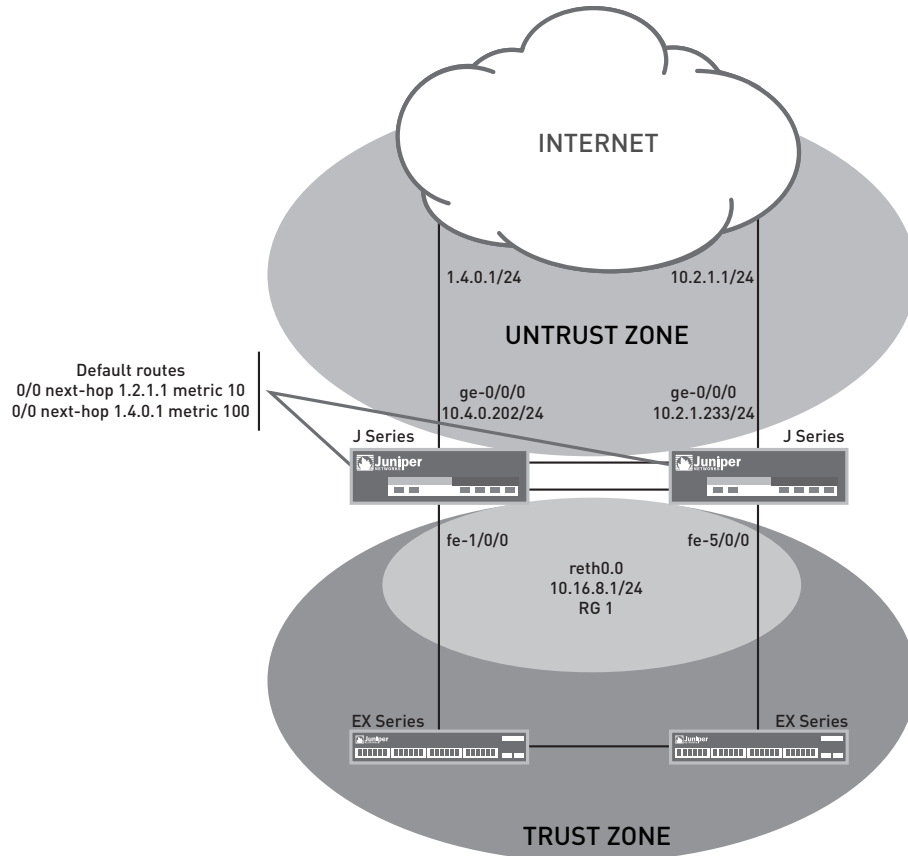 INTERNET
1.4.0.1/24
10.2.1.1/24
UNTRUST ZONE
Default routes
0/0 next-hop 1.2.1.1 metric 10
0/0 next-hop 1.4.0.1 metric 100
ge-0/0/0
10.4.0.202/24
ge-0/0/0
10.2.1.233/24
J Series
J Series
Juniper
NETWORKS
Juniper
NETWORKS
fe-1/0/0
fe-5/0/0
reth0.0
10.16.8.1/24
RG 1
EX Series
EX Series
Juniper
Juniper
TRUST ZONE